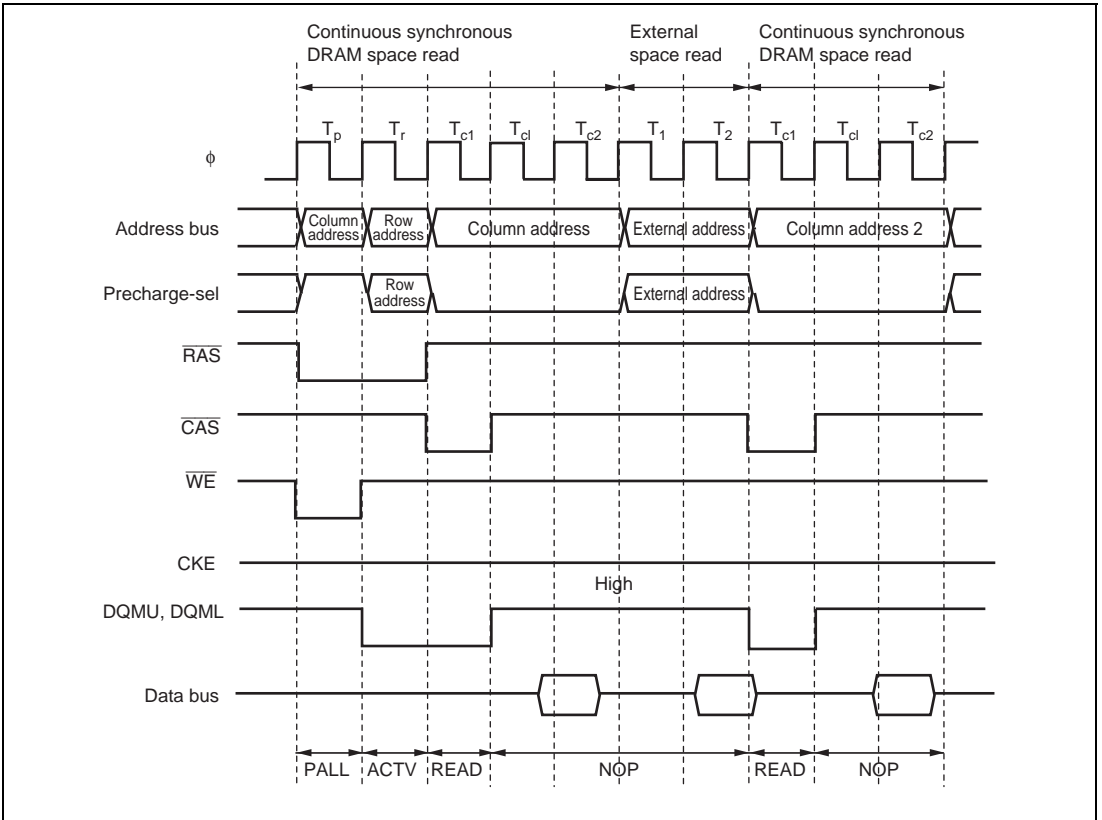 Continuous synchronous
DRAM space read
External
space read
Continuous synchronous
DRAM space read
Tp Tr Tc1 Tcl Tc2 T1 T2 Tc1 Tcl Tc2
ϕ
Address bus
Column
address
Row
address
Column address
External address
Column address 2
Precharge-sel
Row
address
External address
RAS
CAS
WE
CKE
High
DQMU, DQML
Data bus
PALL ACTV READ NOP READ NOP